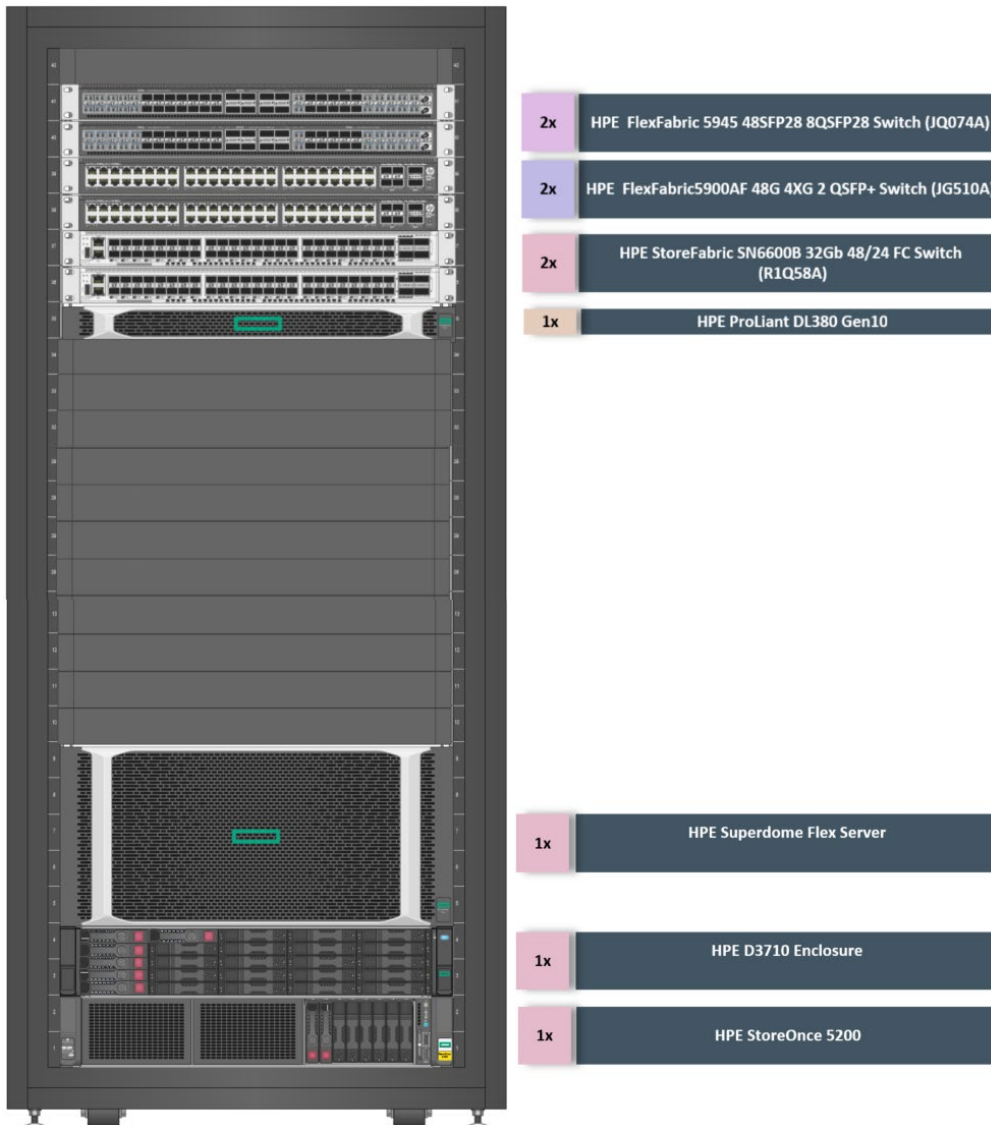 2x
HPE FlexFabric 5945 48SFP28 8QSFP28 Switch (JQ074A)
2x
HPE FlexFabric5900AF 48G 4XG 2 QSFP+ Switch (JG510A)
2x
HPE StoreFabric SN6600B 32Gb 48/24 FC Switch
(R1Q58A)
1x
HPE ProLiant DL380 Gen10
1x
HPE Superdome Flex Server
1x
HPE D3710 Enclosure
1x
HPE StoreOnce 5200